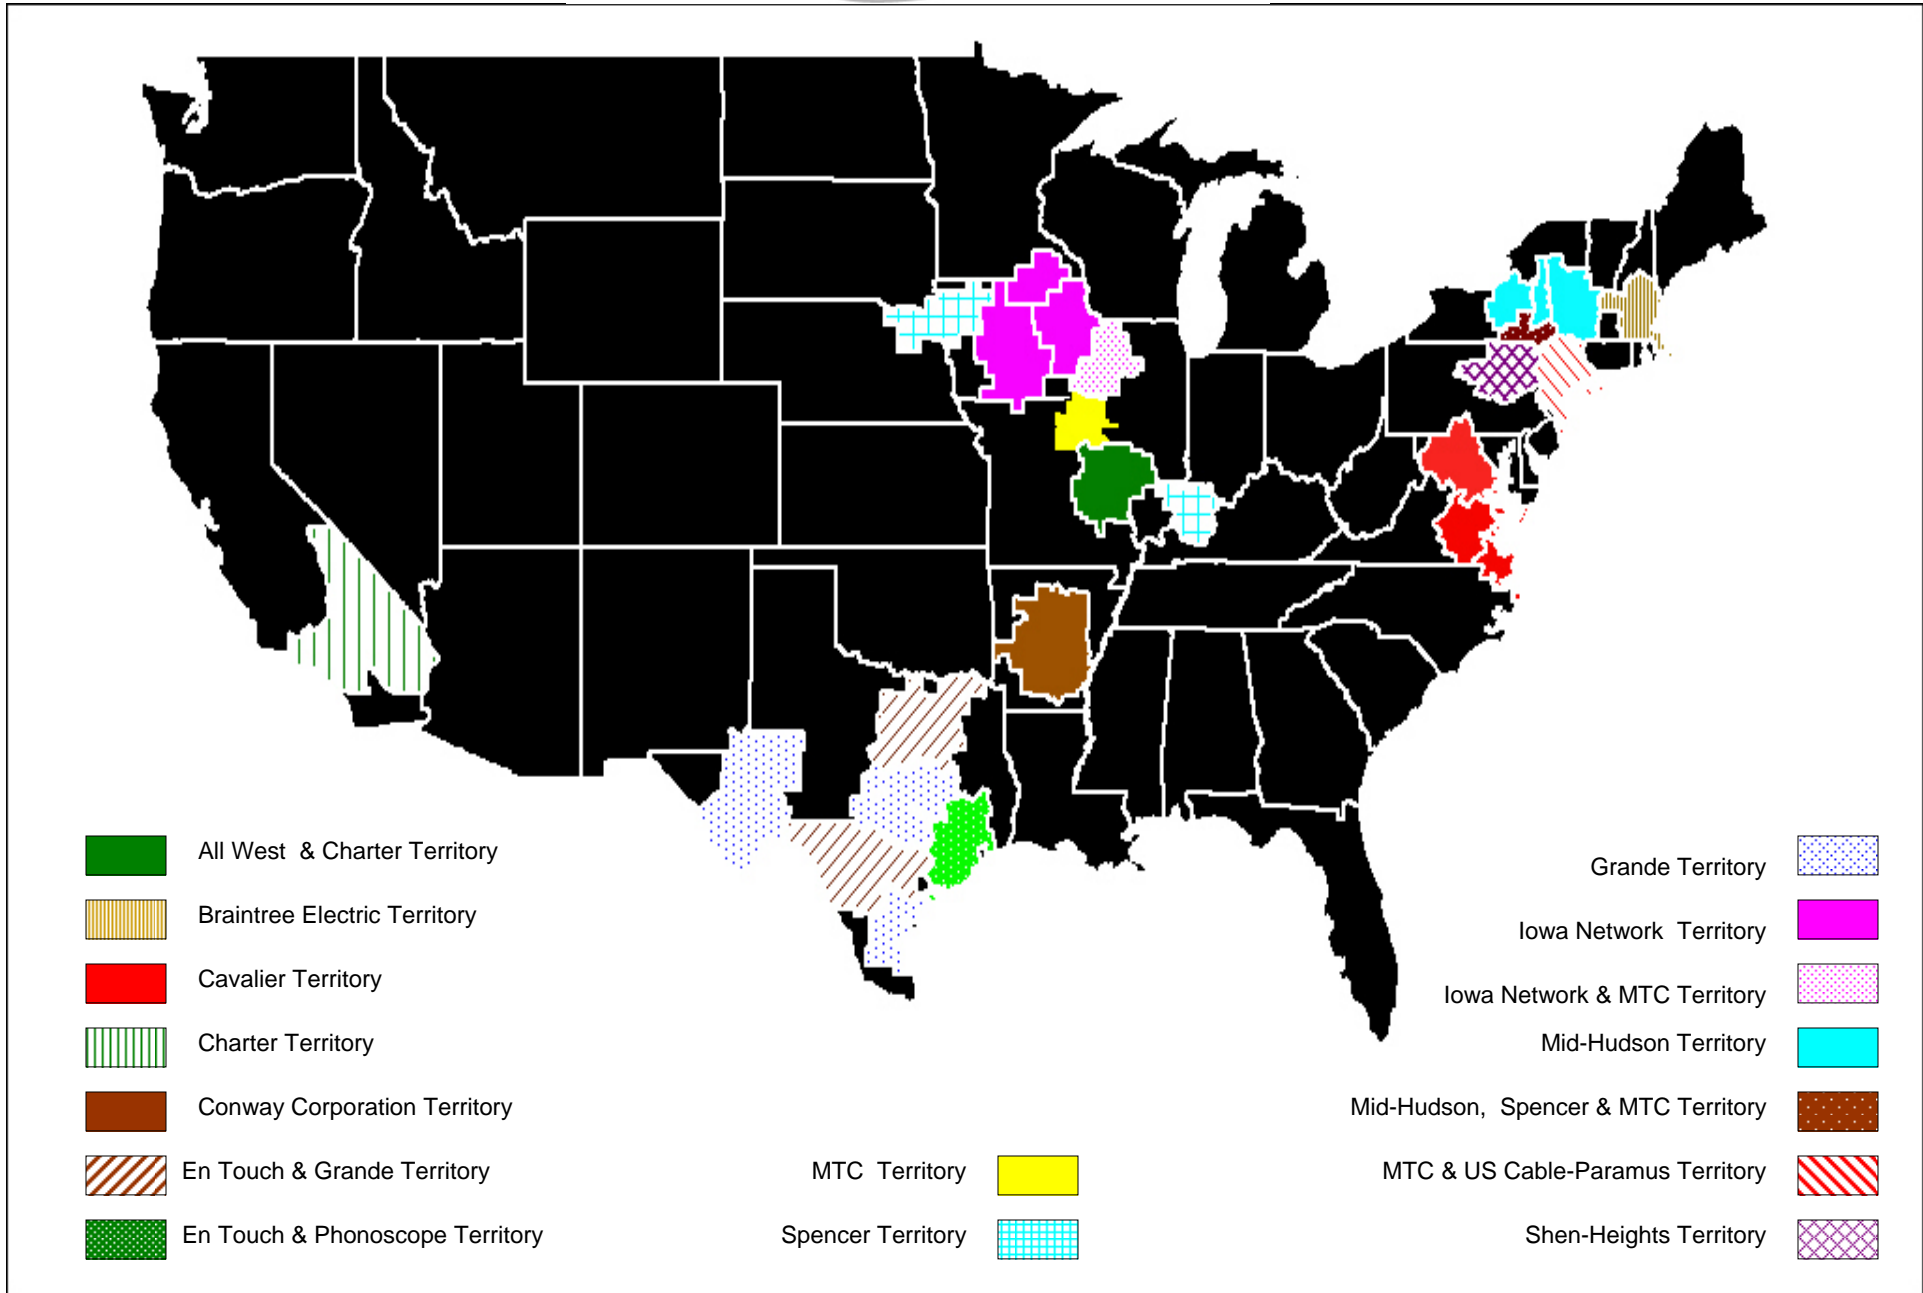 All West & Charter Territory
Braintree Electric Territory
Cavalier Territory
Charter Territory
Conway Corporation Territory
En Touch & Grande Territory
En Touch & Phonoscope Territory
MTC Territory
Spencer Territory
Grande Territory
Iowa Network Territory
Iowa Network & MTC Territory
Mid-Hudson Territory
Mid-Hudson, Spencer & MTC Territory
MTC & US Cable-Paramus Territory
Shen-Heights Territory